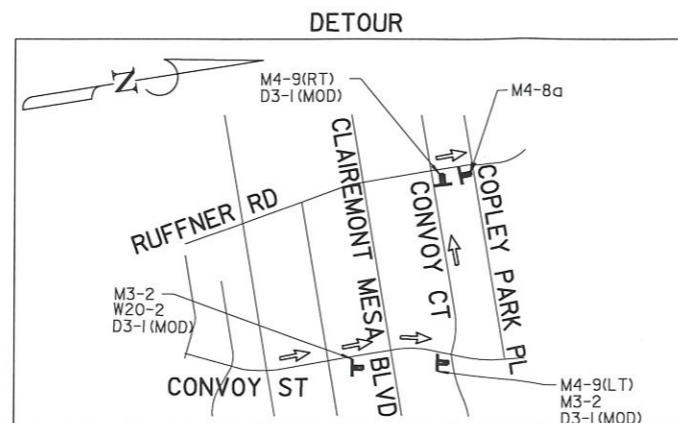 DETOUR
N
M4-9(RT)
D3-1(MOD)
M4-8a
CLAIREMONT MESA BLVD
CONVOY CT
COPLEY PARK PL
RUFFNER RD
M3-2
W20-2
D3-1(MOD)
CONVOY ST
M4-9(LT)
M3-2
D3-1(MOD)